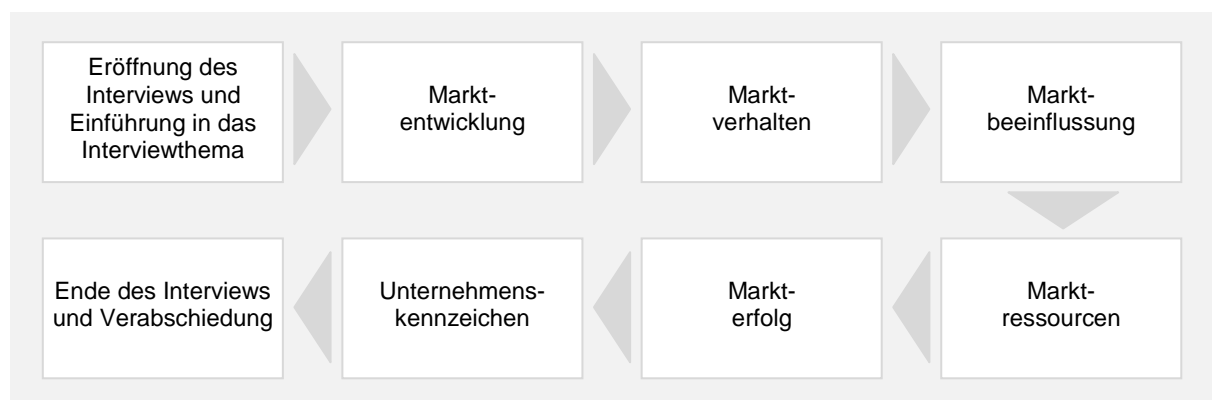 Eröffnung des
Interviews und
Einführung in das
Interviewthema
Markt-
entwicklung
Markt-
verhalten
Markt-
beeinflussung
Ende des Interviews
und Verabschiedung
Unternehmens-
kennzeichen
Markt-
erfolg
Markt-
ressourcen